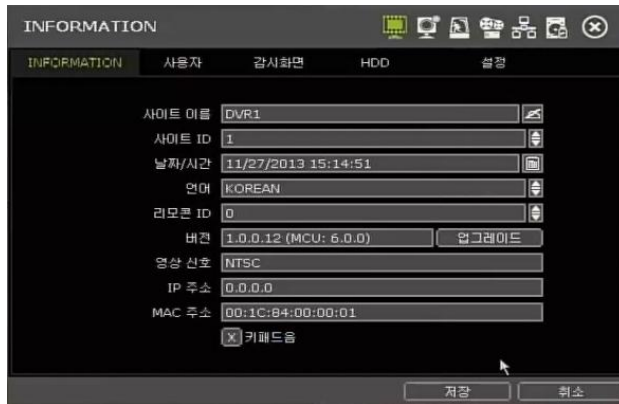 INFORMATION
INFORMATION 사용자 감시화면 HDD 설정
사이트 이름 DVR1
사이트 ID 1
날짜/시간 11/27/2013 15:14:51
언어 KOREAN
리모콘 ID 0
버전 1.0.0.12 (MCU: 6.0.0) 업그레이드
영상 신호 NTSC
IP 주소 0.0.0.0
MAC 주소 00:1C:84:00:00:01
X 키패드음
저장 취소